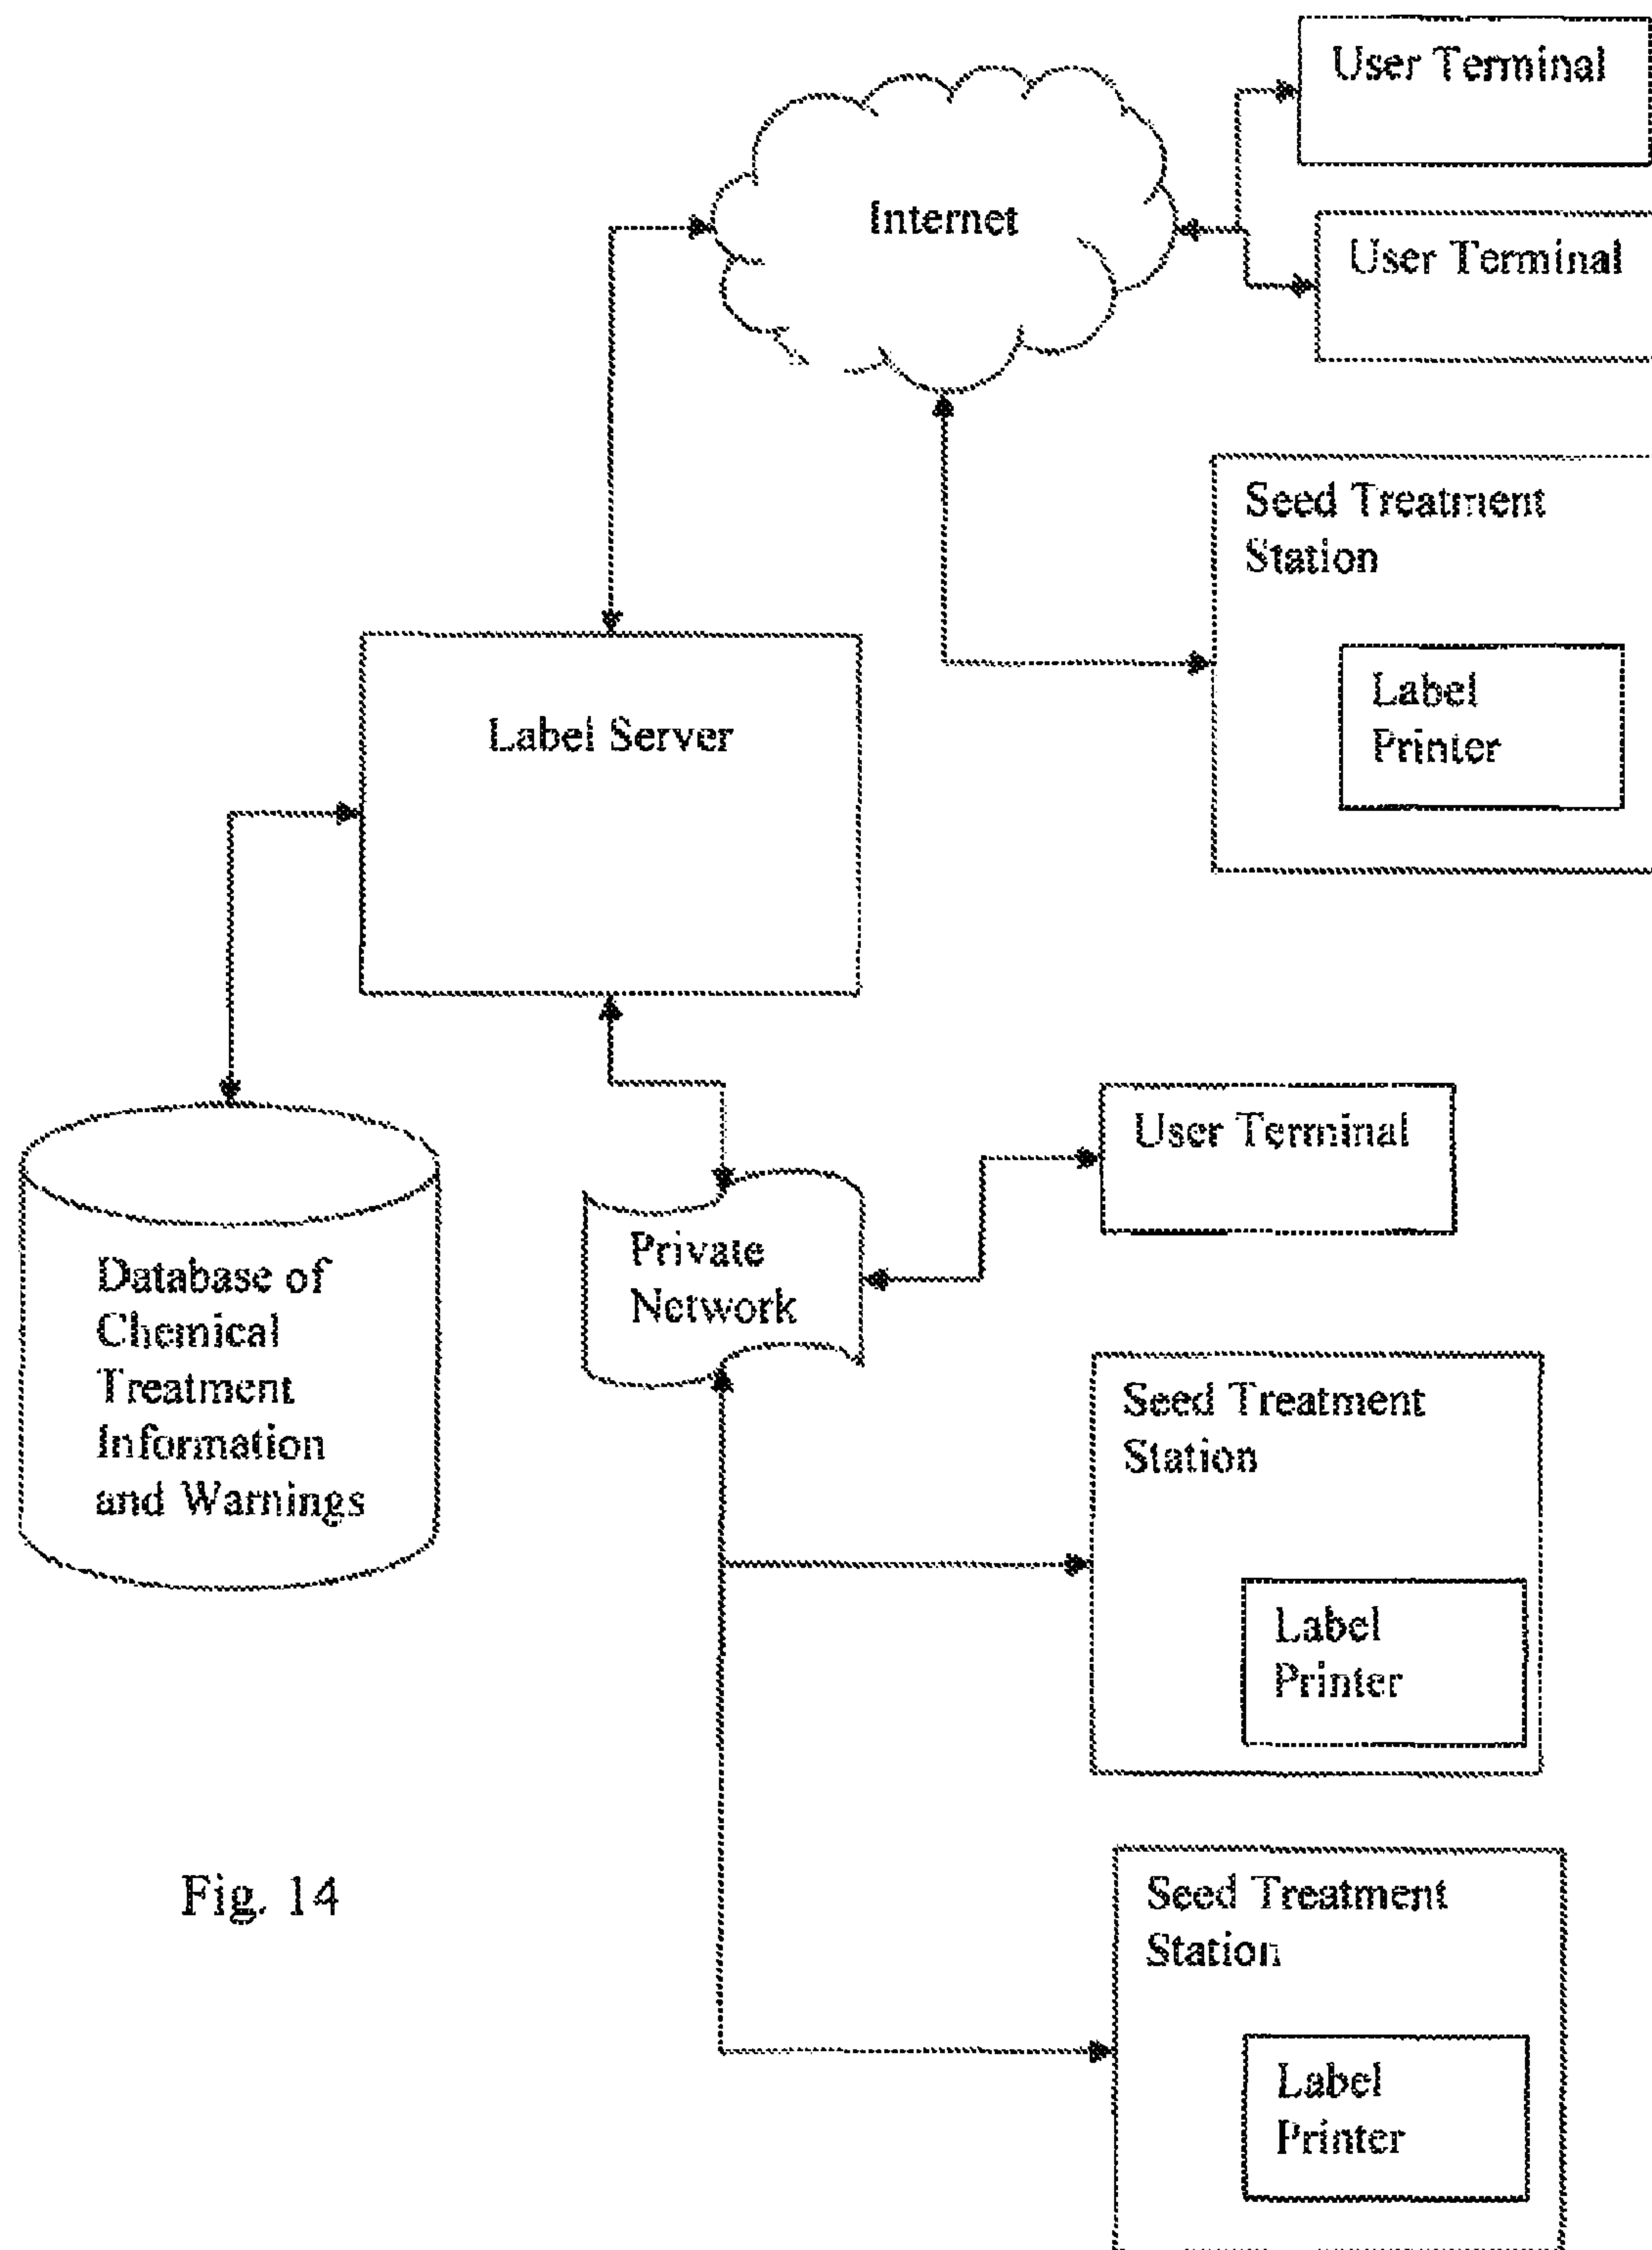 User Terminal
Internet
User Terminal
Seed Treatment
Station
Label
Printer
Label Server
User Terminal
Private
Network
Database of
Chemical
Treatment
Information
and Warnings
Seed Treatment
Station
Label
Printer
Fig. 14
Seed Treatment
Station
Label
Printer